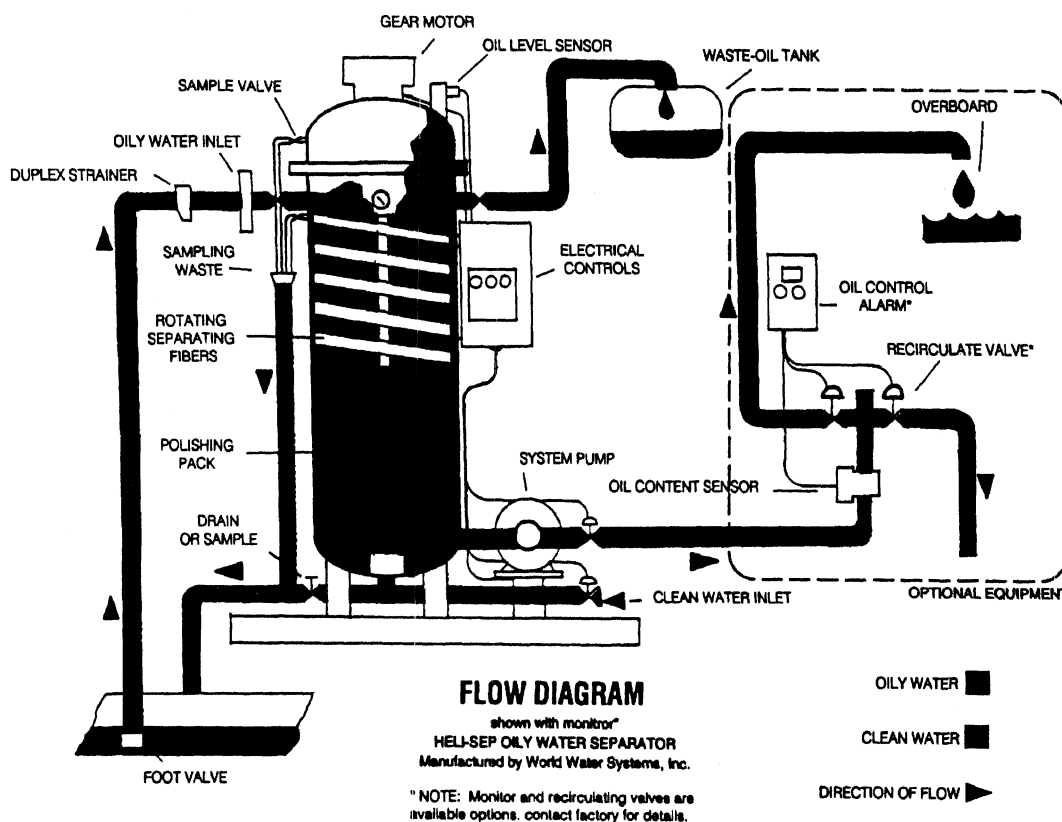 GEAR MOTOR
OIL LEVEL SENSOR
WASTE-OIL TANK
SAMPLE VALVE
OVERBOARD
OILY WATER INLET
DUPLEX STRAINER
SAMPLING
WASTE
ELECTRICAL
CONTROLS
OIL CONTROL
ALARM*
ROTATING
SEPARATING
FIBERS
RECIRCULATE VALVE*
POLISHING
PACK
SYSTEM PUMP
OIL CONTENT SENSOR
DRAIN
OR SAMPLE
CLEAN WATER INLET
OPTIONAL EQUIPMENT
FOOT VALVE
FLOW DIAGRAM
shown with monitror*
HELI-SEP OILY WATER SEPARATOR
Manufactured by World Water Systems, Inc.
* NOTE: Monitor and recirculating valves are
available options. contact factory for details.
OILY WATER
CLEAN WATER
DIRECTION OF FLOW